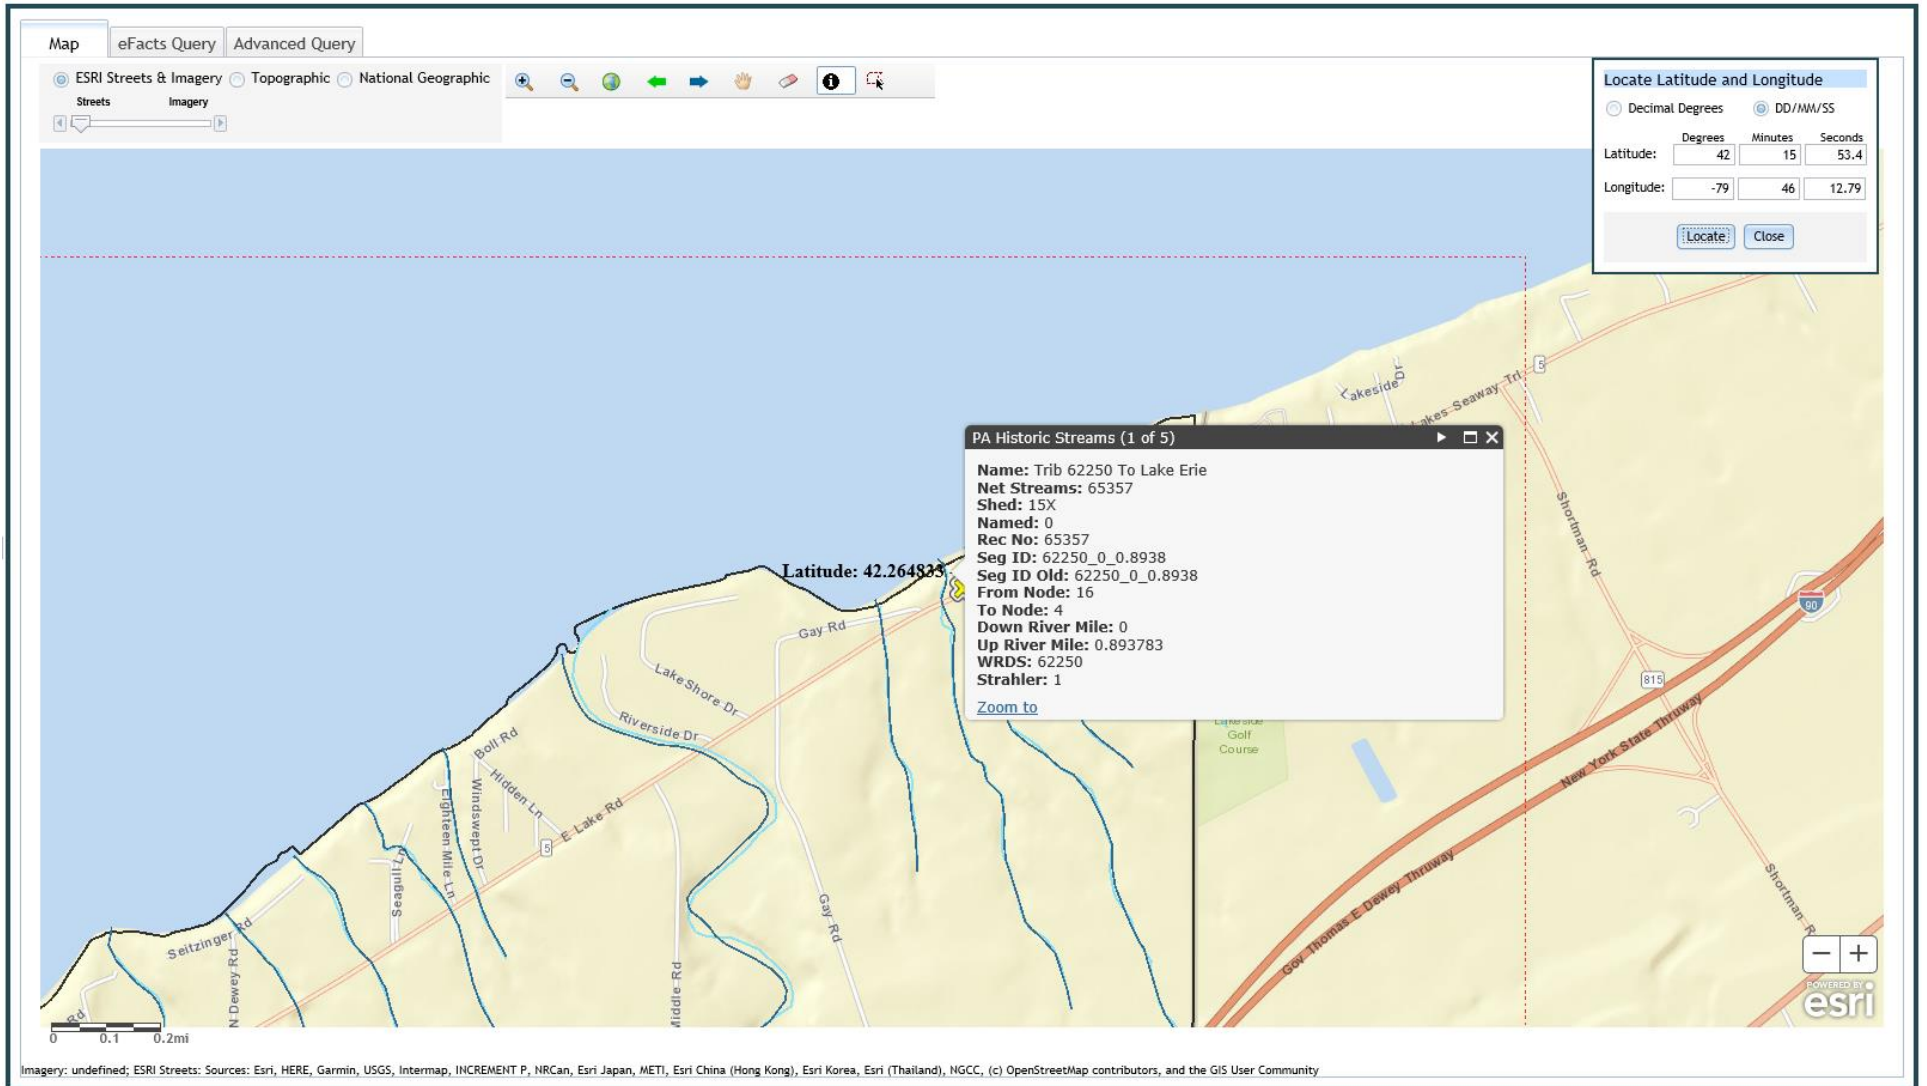 Map
eFacts Query
Advanced Query
ESRI Streets & Imagery
Topographic
National Geographic
Streets
Imagery
Locate Latitude and Longitude
Decimal Degrees
DD/MM/SS
Degrees Minutes Seconds
Latitude: 42 15 53.4
Longitude: -79 46 12.79
Locate
Close
5
Lakeside Dr
Lakes Seaway Trl
PA Historic Streams (1 of 5)
Name: Trib 62250 To Lake Erie
Net Streams: 65357
Shed: 15X
Named: 0
Rec No: 65357
Seg ID: 62250_0_0.8938
Seg ID Old: 62250_0_0.8938
From Node: 16
To Node: 4
Down River Mile: 0
Up River Mile: 0.893783
WRDS: 62250
Strahler: 1
Zoom to
Shortman Rd
Latitude: 42.264833
90
Gay Rd
Lake Shore Dr
815
Riverside Dr
Lakeside
Golf
Course
New York State Thruway
Boll Rd
Hidden Ln
Windswept Dr
Eighteen Mile Ln
5
E Lake Rd
Seagull Ln
Gay Rd
Gov Thomas E Dewey Thruway
Shortman R
Seitzinger Rd
N Dewey Rd
Middle Rd
Rd
POWERED BY
esri
0 0.1 0.2mi
Imagery: undefined; ESRI Streets: Sources: Esri, HERE, Garmin, USGS, Intermap, INCREMENT P, NRCan, Esri Japan, METI, Esri China (Hong Kong), Esri Korea, Esri (Thailand), NGCC, (c) OpenStreetMap contributors, and the GIS User Community